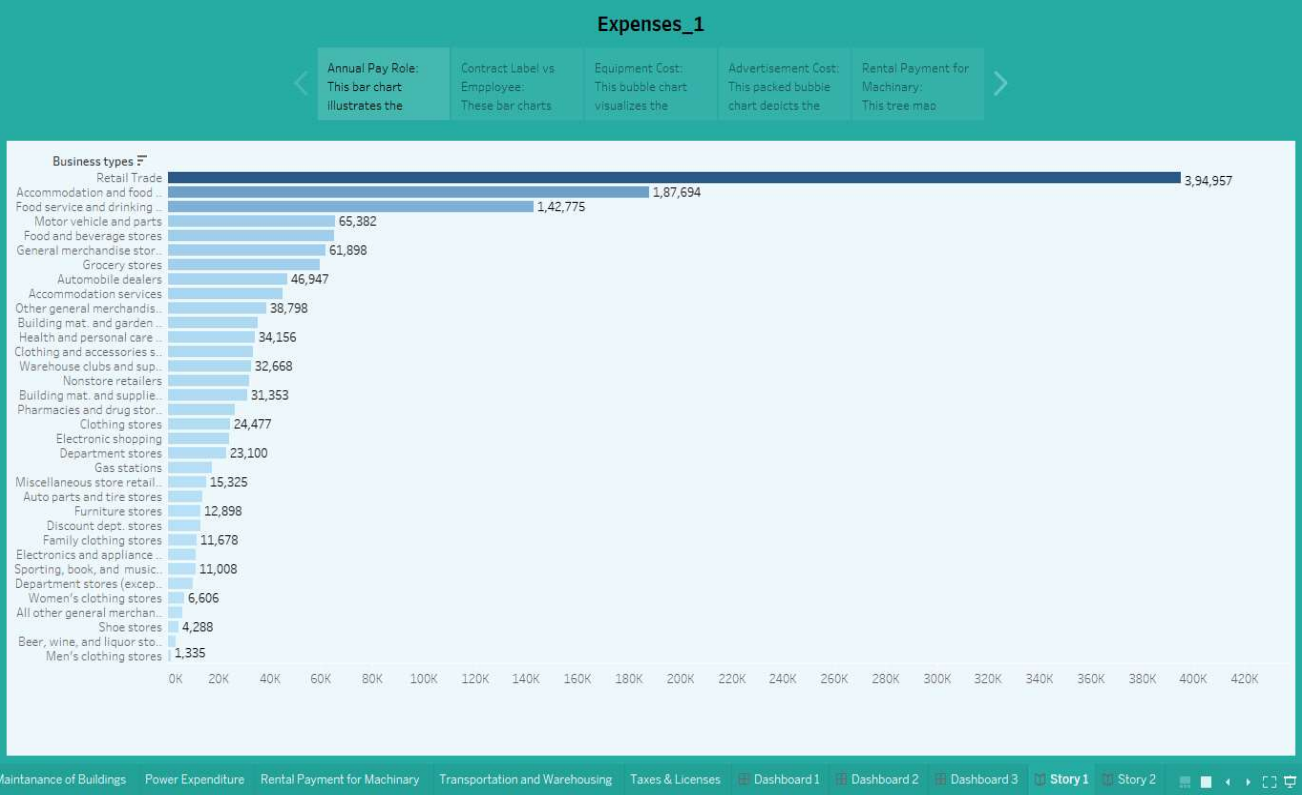 Expenses_1
Annual Pay Role:
This bar chart
illustrates the
Contract Label vs
Empployee:
These bar charts
Equipment Cost:
This bubble chart
visualizes the
Advertisement Cost:
This packed bubble
chart depicts the
Rental Payment for
Machinary:
This tree map
Business types
Retail Trade 3,94,957
Accommodation and food .. 1,87,694
Food service and drinking .. 1,42,775
Motor vehicle and parts 65,382
Food and beverage stores
General merchandise stor.. 61,898
Grocery stores
Automobile dealers 46,947
Accommodation services
Other general merchandis.. 38,798
Building mat. and garden ..
Health and personal care .. 34,156
Clothing and accessories s..
Warehouse clubs and sup.. 32,668
Nonstore retailers
Building mat. and supplie.. 31,353
Pharmacies and drug stor..
Clothing stores 24,477
Electronic shopping
Department stores 23,100
Gas stations
Miscellaneous store retail.. 15,325
Auto parts and tire stores
Furniture stores 12,898
Discount dept. stores
Family clothing stores 11,678
Electronics and appliance ..
Sporting, book, and music.. 11,008
Department stores (excep..
Women's clothing stores 6,606
All other general merchan..
Shoe stores 4,288
Beer, wine, and liquor sto..
Men's clothing stores 1,335
0K 20K 40K 60K 80K 100K 120K 140K 160K 180K 200K 220K 240K 260K 280K 300K 320K 340K 360K 380K 400K 420K
Maintanance of Buildings Power Expenditure Rental Payment for Machinary Transportation and Warehousing Taxes & Licenses Dashboard 1 Dashboard 2 Dashboard 3 Story 1 Story 2